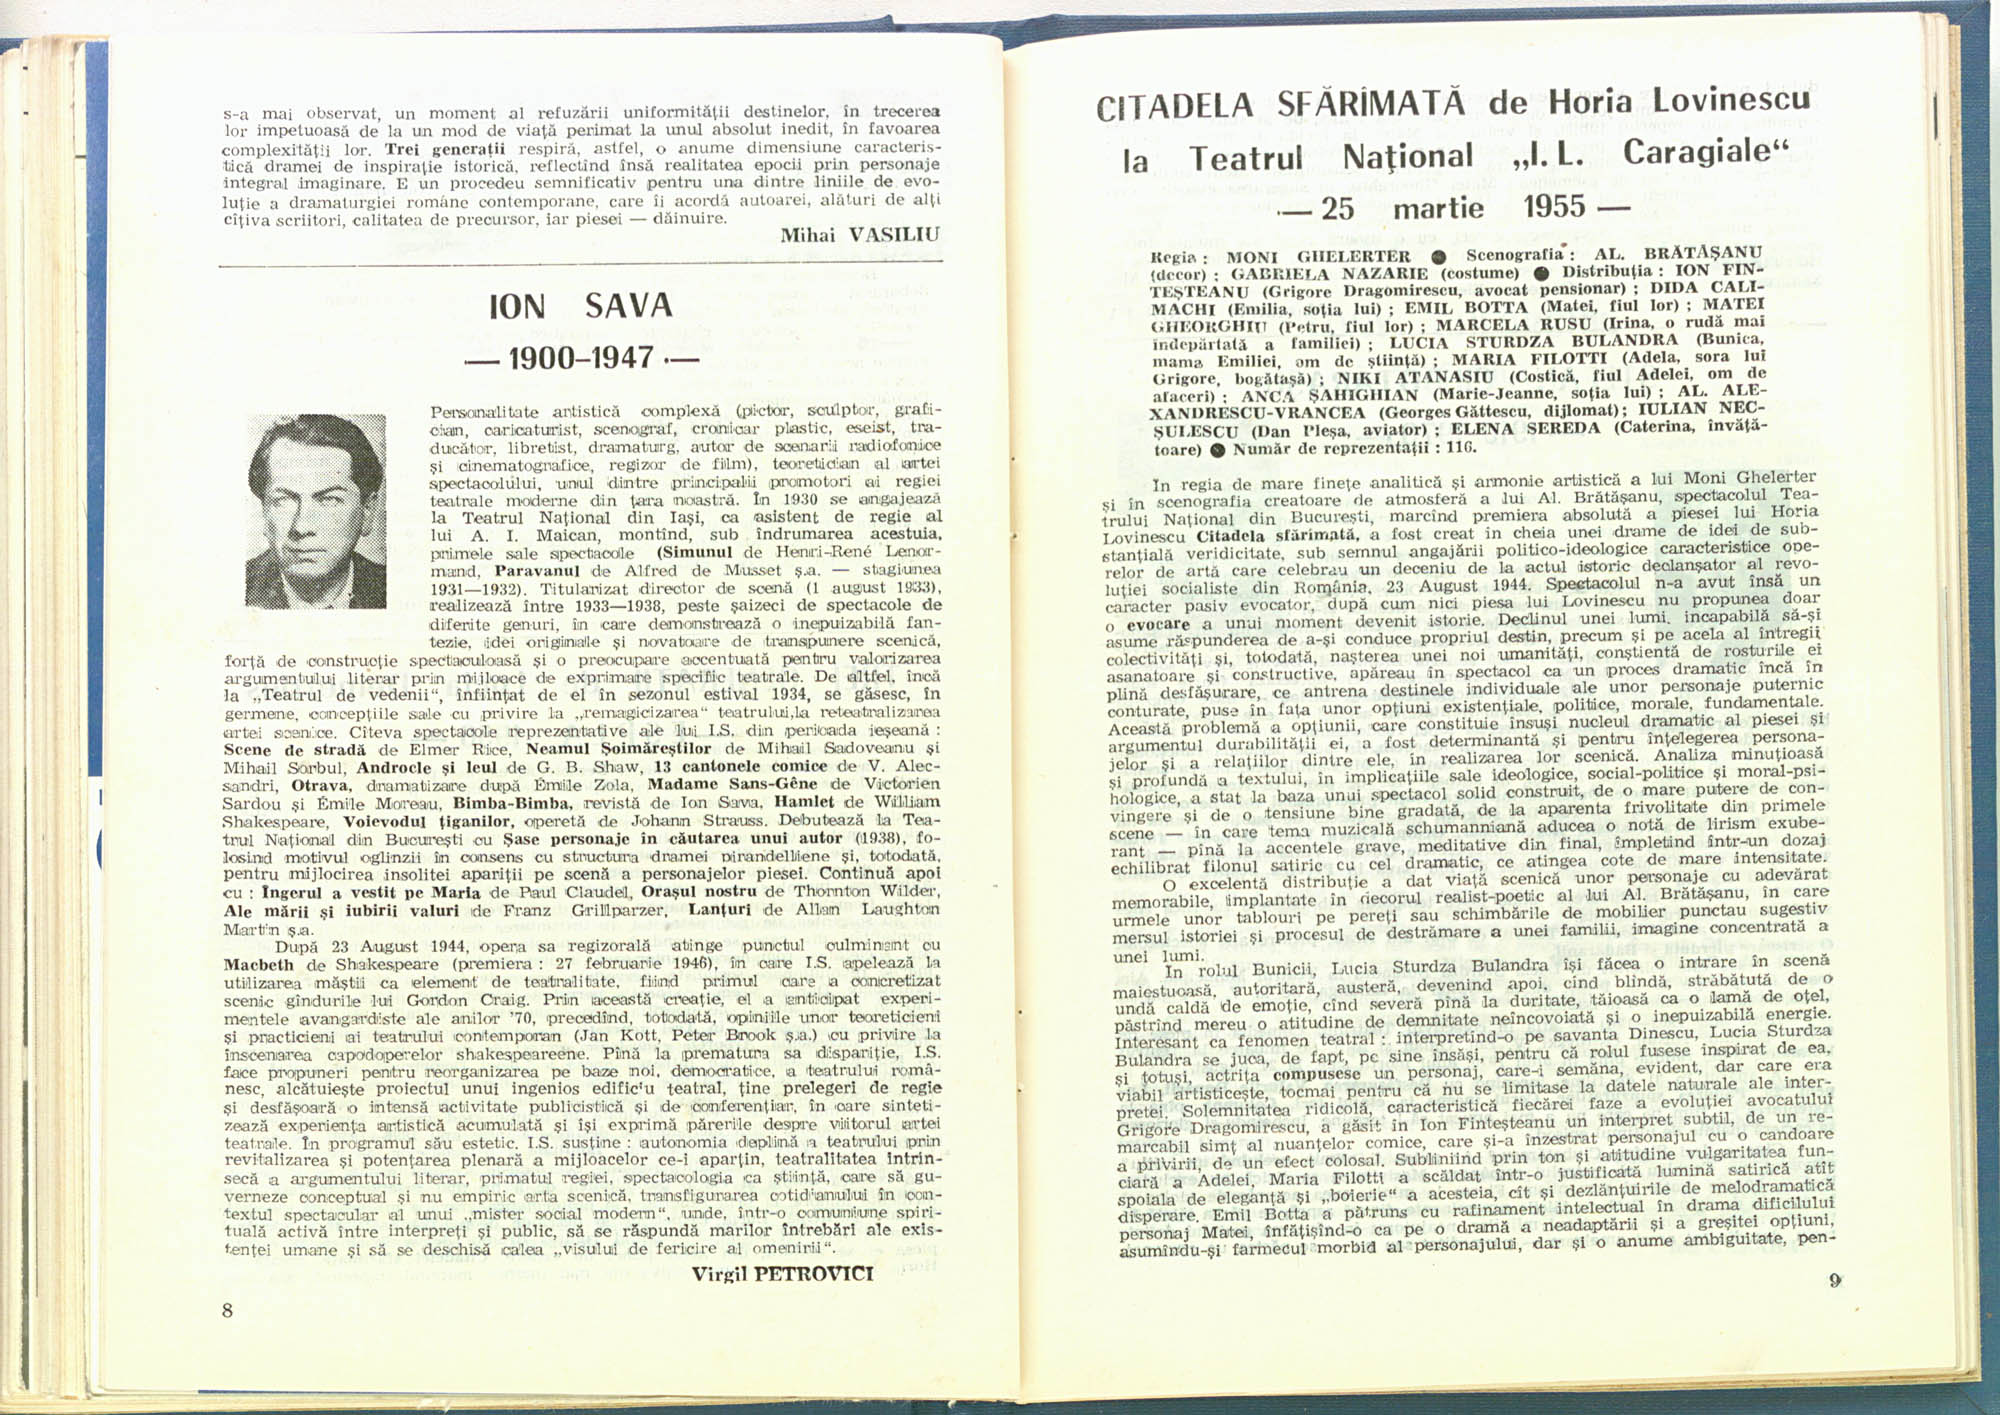 s-a mai observat, un moment al refuzării uniformității destinelor, în trecerea
lor impetuoasă de la un mod de viață perimat la unul absolut inedit, în favoarea
complexității lor. Trei generații respiră, astfel, o anume dimensiune caracteris-
tică dramei de inspirație istorică, reflectînd însă realitatea epocii prin personaje
integral imaginare. E un procedeu semnificativ pentru una dintre liniile de evo-
luție a dramaturgiei române contemporane, care îi acordă autoarei, alături de alți
cîțiva scriitori, calitatea de precursor, iar piesei — dăinuire.
Mihai VASILIU
ION SAVA
— 1900–1947 —
Personalitate artistică complexă (pictor, sculptor, grafi-
cian, caricaturist, scenograf, cronicar plastic, eseist, tra-
ducător, libretist, dramaturg, autor de scenarii radiofonice
și cinematografice, regizor de film), teoretician al artei
spectacolului, unul dintre principalii promotori ai regiei
teatrale moderne din țara noastră. În 1930 se angajează
la Teatrul Național din Iași, ca asistent de regie al
lui A. I. Maican, montînd, sub îndrumarea acestuia,
primele sale spectacole (Simunul de Henri-René Lenor-
mand, Paravanul de Alfred de Musset ș.a. — stagiunea
1931—1932). Titularizat director de scenă (1 august 1933),
realizează între 1933—1938, peste șaizeci de spectacole de
diferite genuri, în care demonstrează o inepuizabilă fan-
tezie, idei originale și novatoare de transpunere scenică,
forță de construcție spectaculoasă și o preocupare accentuată pentru valorizarea
argumentului literar prin mijloace de exprimare specific teatrale. De altfel, încă
la „Teatrul de vedenii“, înființat de el în sezonul estival 1934, se găsesc, în
germene, concepțiile sale cu privire la „remagicizarea“ teatrului,la reteatralizarea
artei scenice. Cîteva spectacole reprezentative ale lui I.S. din perioada ieșeană :
Scene de stradă de Elmer Rice, Neamul Șoimăreștilor de Mihail Sadoveanu și
Mihail Sorbul, Androcle și leul de G. B. Shaw, 13 cantonele comice de V. Alec-
sandri, Otrava, dramatizare după Émile Zola, Madame Sans-Gêne de Victorien
Sardou și Émile Moreau, Bimba-Bimba, revistă de Ion Sava, Hamlet de William
Shakespeare, Voievodul țiganilor, operetă de Johann Strauss. Debutează la Tea-
trul Național din București cu Șase personaje în căutarea unui autor (1938), fo-
losind motivul oglinzii în consens cu structura dramei pirandelliene și, totodată,
pentru mijlocirea insolitei apariții pe scenă a personajelor piesei. Continuă apoi
cu : Îngerul a vestit pe Maria de Paul Claudel, Orașul nostru de Thornton Wilder,
Ale mării și iubirii valuri de Franz Grillparzer, Lanțuri de Allan Laughton
Martin ș.a.
După 23 August 1944, opera sa regizorală atinge punctul culminant cu
Macbeth de Shakespeare (premiera : 27 februarie 1946), în care I.S. apelează la
utilizarea măștii ca element de teatralitate, fiind primul care a concretizat
scenic gîndurile lui Gordon Craig. Prin această creație, el a anticipat experi-
mentele avangardiste ale anilor ’70, precedînd, totodată, opiniile unor teoreticieni
și practicieni ai teatrului contemporan (Jan Kott, Peter Brook ș.a.) cu privire la
înscenarea capodoperelor shakespeareene. Pînă la prematura sa dispariție, I.S.
face propuneri pentru reorganizarea pe baze noi, democratice, a teatrului româ-
nesc, alcătuiește proiectul unui ingenios edificiu teatral, ține prelegeri de regie
și desfășoară o intensă activitate publicistică și de conferențiar, în care sinteti-
zează experiența artistică acumulată și își exprimă părerile despre viitorul artei
teatrale. În programul său estetic, I.S. susține : autonomia deplină a teatrului prin
revitalizarea și potențarea plenară a mijloacelor ce-i aparțin, teatralitatea intrin-
secă a argumentului literar, primatul regiei, spectacologia ca știință, care să gu-
verneze conceptual și nu empiric arta scenică, transfigurarea cotidianului în con-
textul spectacular al unui „mister social modern“, unde, într-o comuniune spiri-
tuală activă între interpreți și public, să se răspundă marilor întrebări ale exis-
tenței umane și să se deschisă calea „visului de fericire al omenirii“.
Virgil PETROVICI
8
CITADELA SFĂRÎMATĂ de Horia Lovinescu
la Teatrul Național „I. L. Caragiale“
— 25 martie 1955 —
Regia : MONI GHELERTER ● Scenografia : AL. BRĂTĂȘANU
(decor) ; GABRIELA NAZARIE (costume) ● Distribuția : ION FIN-
TEȘTEANU (Grigore Dragomirescu, avocat pensionar) ; DIDA CALI-
MACHI (Emilia, soția lui) ; EMIL BOTTA (Matei, fiul lor) ; MATEI
GHEORGHIU (Petru, fiul lor) ; MARCELA RUSU (Irina, o rudă mai
îndepărtată a familiei) ; LUCIA STURDZA BULANDRA (Bunica,
mama Emiliei, om de știință) ; MARIA FILOTTI (Adela, sora lui
Grigore, bogătașă) ; NIKI ATANASIU (Costică, fiul Adelei, om de
afaceri) ; ANCA ȘAHIGHIAN (Marie-Jeanne, soția lui) ; AL. ALE-
XANDRESCU-VRANCEA (Georges Găttescu, dijlomat) ; IULIAN NEC-
ȘULESCU (Dan Pleșa, aviator) ; ELENA SEREDA (Caterina, învăță-
toare) ● Număr de reprezentații : 116.
În regia de mare finețe analitică și armonie artistică a lui Moni Ghelerter
și în scenografia creatoare de atmosferă a lui Al. Brătășanu, spectacolul Tea-
trului Național din București, marcînd premiera absolută a piesei lui Horia
Lovinescu Citadela sfărîmată, a fost creat în cheia unei drame de idei de sub-
stanțială veridicitate, sub semnul angajării politico-ideologice caracteristice ope-
relor de artă care celebrau un deceniu de la actul istoric declanșator al revo-
luției socialiste din România, 23 August 1944. Spectacolul n-a avut însă un
caracter pasiv evocator, după cum nici piesa lui Lovinescu nu propunea doar
o evocare a unui moment devenit istorie. Declinul unei lumi, incapabilă să-și
asume răspunderea de a-și conduce propriul destin, precum și pe acela al întregii
colectivități și, totodată, nașterea unei noi umanități, conștientă de rosturile ei
asanatoare și constructive, apăreau în spectacol ca un proces dramatic încă în
plină desfășurare, ce antrena destinele individuale ale unor personaje puternic
conturate, puse în fața unor opțiuni existențiale, politice, morale, fundamentale.
Această problemă a opțiunii, care constituie însuși nucleul dramatic al piesei și
argumentul durabilității ei, a fost determinantă și pentru înțelegerea persona-
jelor și a relațiilor dintre ele, în realizarea lor scenică. Analiza minuțioasă
și profundă a textului, în implicațiile sale ideologice, social-politice și moral-psi-
hologice, a stat la baza unui spectacol solid construit, de o mare putere de con-
vingere și de o tensiune bine gradată, de la aparenta frivolitate din primele
scene — în care tema muzicală schumanniană aducea o notă de lirism exube-
rant — pînă la accentele grave, meditative din final, împletind într-un dozaj
echilibrat filonul satiric cu cel dramatic, ce atingea cote de mare intensitate.
O excelentă distribuție a dat viață scenică unor personaje cu adevărat
memorabile, implantate în decorul realist-poetic al lui Al. Brătășanu, în care
urmele unor tablouri pe pereți sau schimbările de mobilier punctau sugestiv
mersul istoriei și procesul de destrămare a unei familii, imagine concentrată a
unei lumi.
În rolul Bunicii, Lucia Sturdza Bulandra își făcea o intrare în scenă
maiestuoasă, autoritară, austeră, devenind apoi, cînd blîndă, străbătută de o
undă caldă de emoție, cînd severă pînă la duritate, tăioasă ca o lamă de oțel,
păstrînd mereu o atitudine de demnitate neîncovoiată și o inepuizabilă energie.
Interesant ca fenomen teatral : interpretînd-o pe savanta Dinescu, Lucia Sturdza
Bulandra se juca, de fapt, pe sine însăși, pentru că rolul fusese inspirat de ea,
și totuși, actrița compusese un personaj, care-i semăna, evident, dar care era
viabil artisticește, tocmai pentru că nu se limitase la datele naturale ale inter-
pretei. Solemnitatea ridicolă, caracteristică fiecărei faze a evoluției avocatului
Grigore Dragomirescu, a găsit în Ion Finteșteanu un interpret subtil, de un re-
marcabil simț al nuanțelor comice, care și-a înzestrat personajul cu o candoare
a privirii, de un efect colosal. Subliniind prin ton și atitudine vulgaritatea fun-
ciară a Adelei, Maria Filotti a scăldat într-o justificată lumină satirică atît
spoiala de eleganță și „boierie“ a acesteia, cît și dezlănțuirile de melodramatică
disperare. Emil Botta a pătruns cu rafinament intelectual în drama dificilului
personaj Matei, înfățișînd-o ca pe o dramă a neadaptării și a greșitei opțiuni,
asumîndu-și farmecul morbid al personajului, dar și o anume ambiguitate, pen-
9